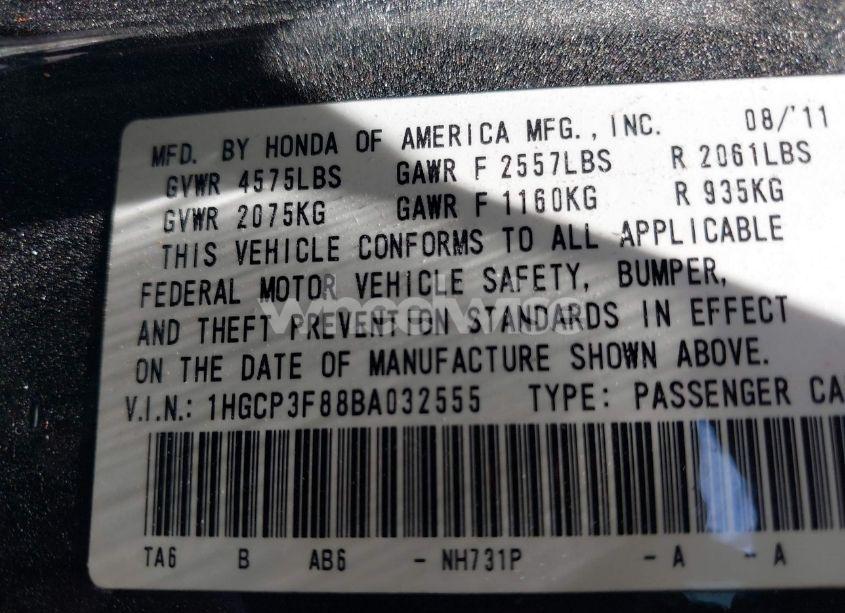 MFD. BY HONDA OF AMERICA MFG., INC. 08/'11
GVWR 4575LBS GAWR F 2557LBS R 2061LBS
GVWR 2075KG GAWR F 1160KG R 935KG
THIS VEHICLE CONFORMS TO ALL APPLICABLE
FEDERAL MOTOR VEHICLE SAFETY, BUMPER,
AND THEFT PREVENTION STANDARDS IN EFFECT
ON THE DATE OF MANUFACTURE SHOWN ABOVE.
V.I.N.: 1HGCP3F88BA032555 TYPE: PASSENGER CA
TA6 B AB6 - NH731P - A - A